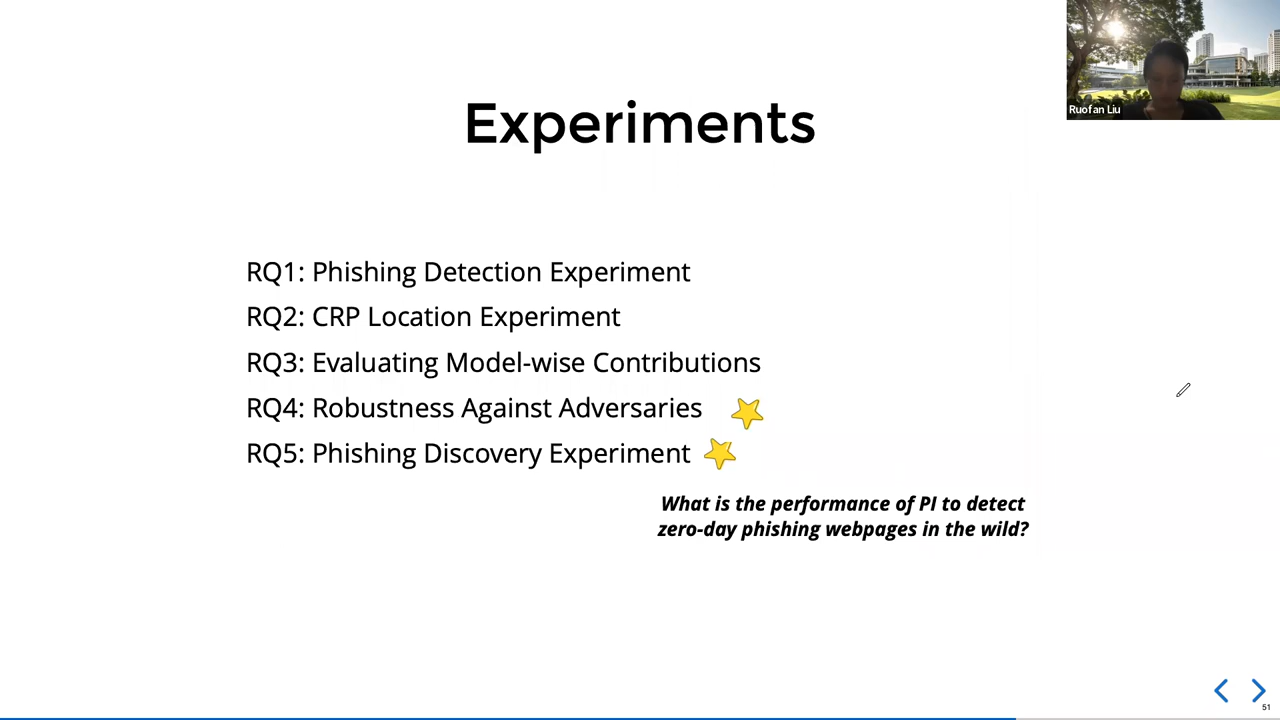 Ruofan Liu
Experiments
RQ1: Phishing Detection Experiment
RQ2: CRP Location Experiment
RQ3: Evaluating Model-wise Contributions
RQ4: Robustness Against Adversaries
RQ5: Phishing Discovery Experiment
What is the performance of PI to detect
zero-day phishing webpages in the wild?
51